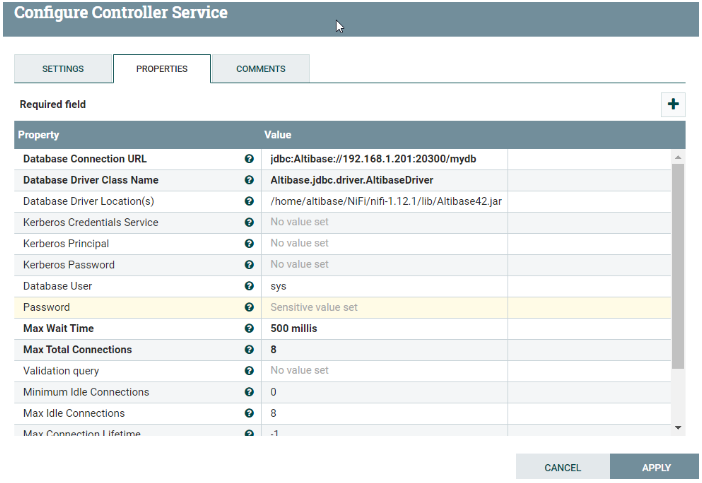 Configure Controller Service
SETTINGS PROPERTIES COMMENTS
Required field
Property Value
Database Connection URL jdbc:Altibase://192.168.1.201:20300/mydb
Database Driver Class Name Altibase.jdbc.driver.AltibaseDriver
Database Driver Location(s) /home/altibase/NiFi/nifi-1.12.1/lib/Altibase42.jar
Kerberos Credentials Service No value set
Kerberos Principal No value set
Kerberos Password No value set
Database User sys
Password Sensitive value set
Max Wait Time 500 millis
Max Total Connections 8
Validation query No value set
Minimum Idle Connections 0
Max Idle Connections 8
Max Connection Lifetime -1
CANCEL APPLY